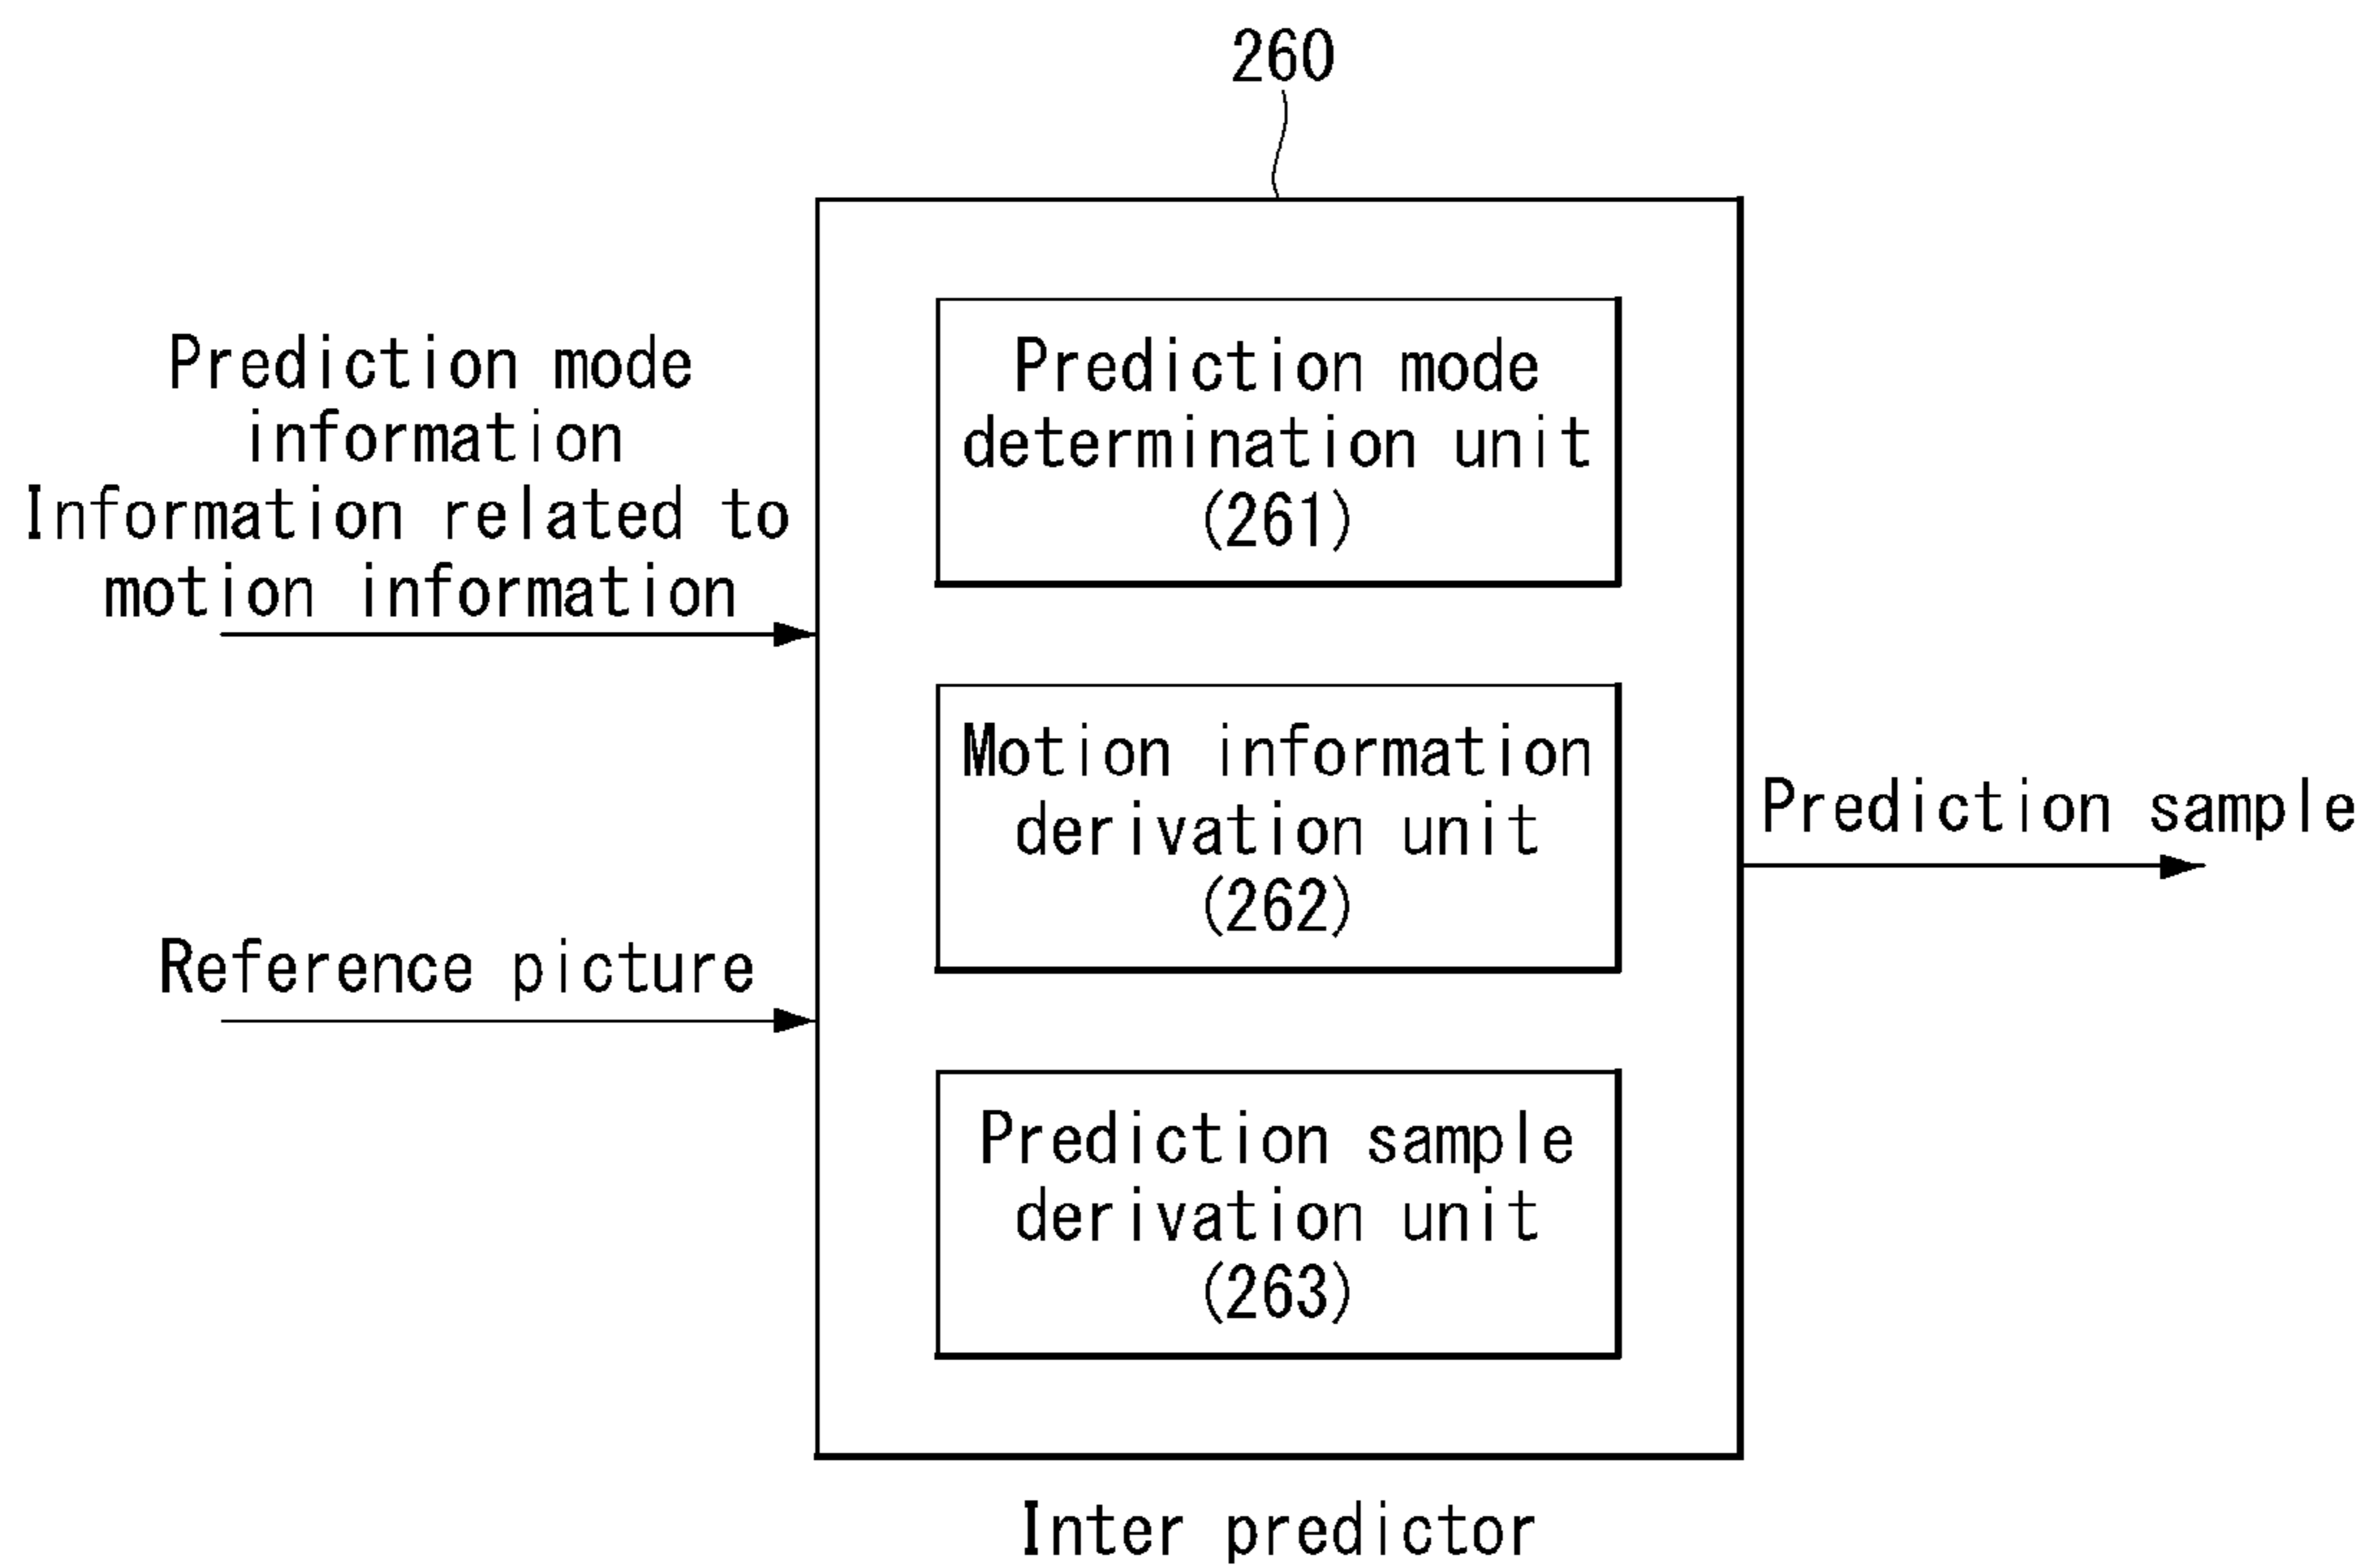 260
Prediction mode
information
Information related to
motion information
Reference picture
Prediction mode
determination unit
(261)
Motion information
derivation unit
(262)
Prediction sample
derivation unit
(263)
Prediction sample
Inter predictor